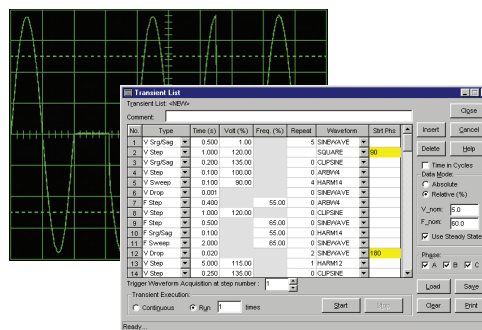 Transient List
Transient List: <NEW>
Comment:
Close
No. Type Time (s) Volt (%) Freq. (%) Repeat Waveform Strt Phs
1 V Srg/Sag 0.500 1.00 5 SINEWAVE
2 V Step 1.000 120.00 SQUARE 90
3 V Srg/Sag 0.200 135.00 0 CLIPSINE
4 V Step 0.100 100.00 0 ARBW4
5 V Sweep 0.100 90.00 4 HARM14
6 V Drop 0.001 0 SINEWAVE
7 F Step 0.400 55.00 0 ARBW4
8 V Step 1.000 120.00 0 CLIPSINE
9 F Step 0.500 65.00 0 SINEWAVE
10 F Srg/Sag 0.100 55.00 0 HARM14
11 F Sweep 2.000 65.00 0 SINEWAVE
12 V Drop 0.020 2 SINEWAVE 180
13 V Step 5.000 115.00 1 HARM12
14 V Step 0.250 135.00 0 CLIPSINE
Insert Cancel
Delete Help
Time in Cycles
Data Mode:
Absolute
Relative (%)
V_nom: 5.0
F_nom: 60.0
Use Steady State
Phase:
A B C
Load Save
Clear Print
Trigger Waveform Acquisition at step number : 1
Transient Execution:
Continuous Run 1 times
Start Stop
Ready...